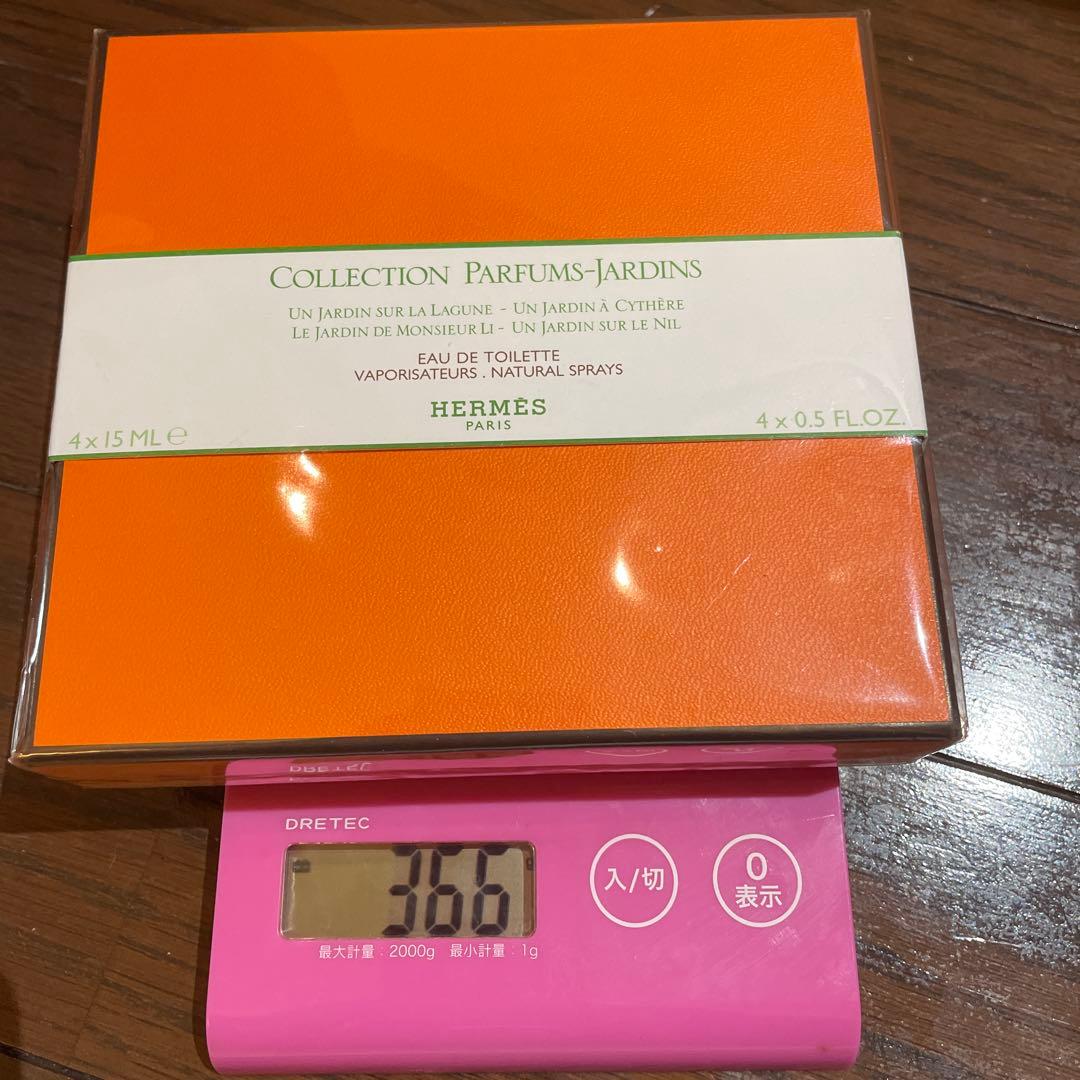 COLLECTION PARFUMS-JARDINS
UN JARDIN SUR LA LAGUNE - UN JARDIN À CYTHÈRE
LE JARDIN DE MONSIEUR LI - UN JARDIN SUR LE NIL
EAU DE TOILETTE
VAPORISATEURS . NATURAL SPRAYS
HERMÈS
PARIS
4 x 15 ML ℮
4 x 0.5 FL.OZ.
DRETEC
366
入/切
0
表示
最大計量:2000g 最小計量:1g